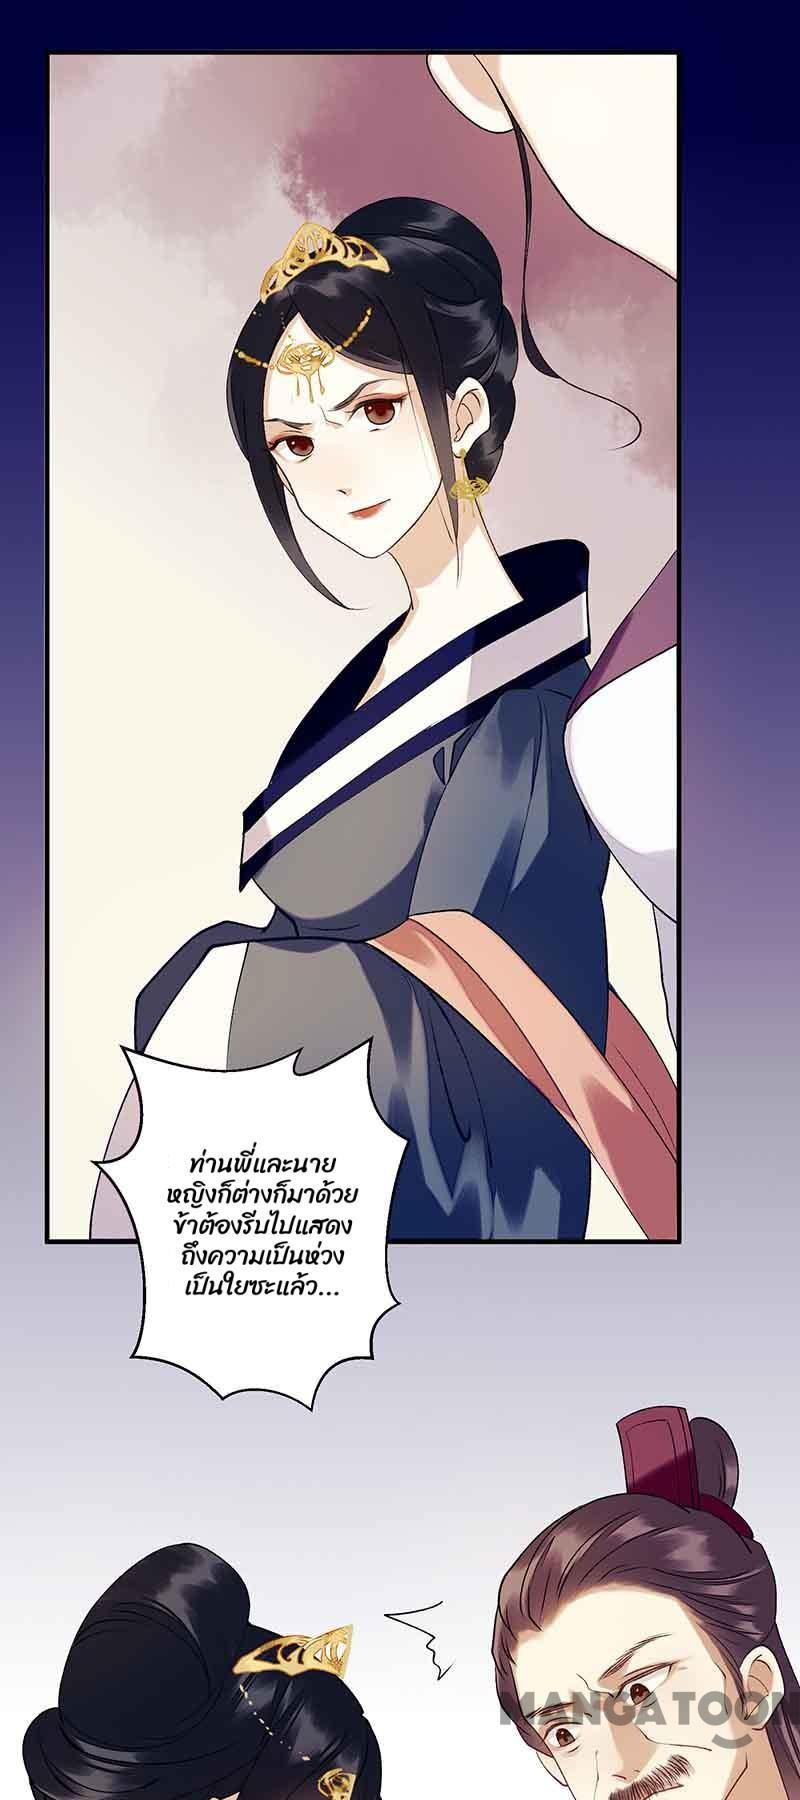 ท่านพี่และนาย
หญิงก็ต่างก็มาด้วย
ข้าต้องรีบไปแสดง
ถึงความเป็นห่วง
เป็นใยซะแล้ว...
MANGATOON